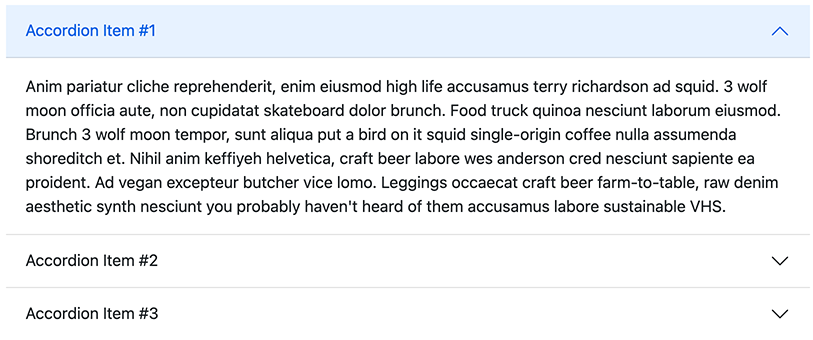 Accordion Item #1
Anim pariatur cliche reprehenderit, enim eiusmod high life accusamus terry richardson ad squid. 3 wolf
moon officia aute, non cupidatat skateboard dolor brunch. Food truck quinoa nesciunt laborum eiusmod.
Brunch 3 wolf moon tempor, sunt aliqua put a bird on it squid single-origin coffee nulla assumenda
shoreditch et. Nihil anim keffiyeh helvetica, craft beer labore wes anderson cred nesciunt sapiente ea
proident. Ad vegan excepteur butcher vice lomo. Leggings occaecat craft beer farm-to-table, raw denim
aesthetic synth nesciunt you probably haven't heard of them accusamus labore sustainable VHS.
Accordion Item #2
Accordion Item #3